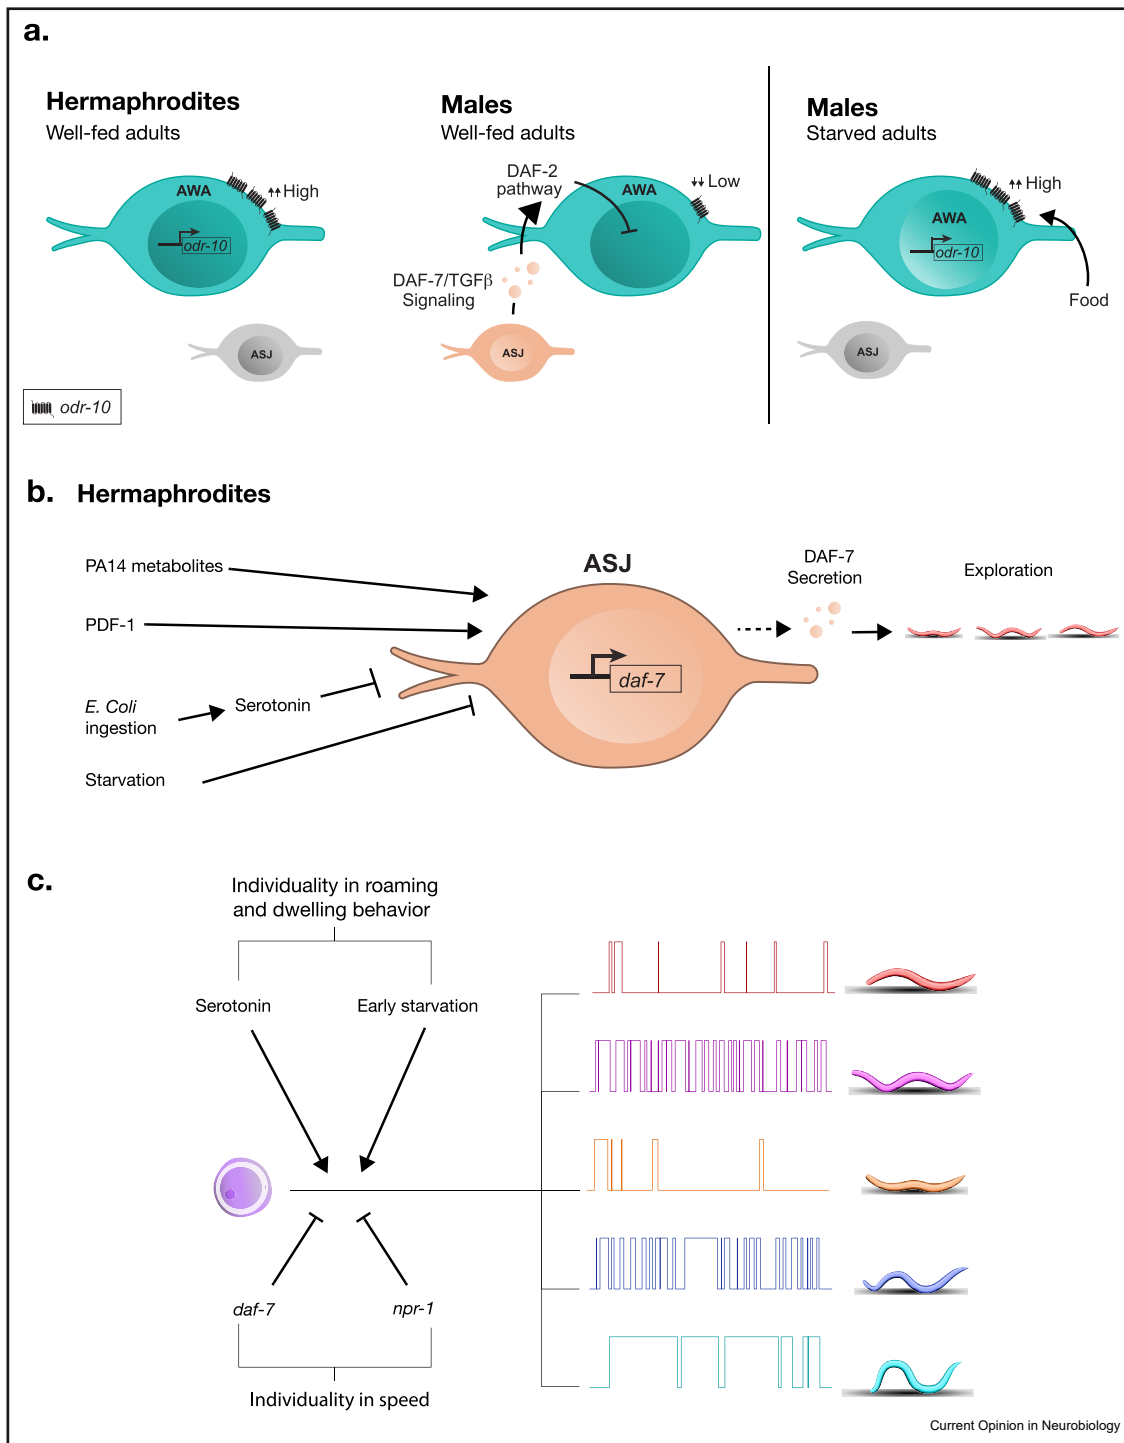 a.
Hermaphrodites
Well-fed adults
AWA
High
odr-10
ASJ
odr-10
Males
Well-fed adults
DAF-2
pathway
AWA
Low
DAF-7/TGFβ
Signaling
ASJ
Males
Starved adults
High
AWA
odr-10
Food
ASJ
b. Hermaphrodites
PA14 metabolites
PDF-1
E. Coli
ingestion
Serotonin
Starvation
ASJ
daf-7
DAF-7
Secretion
Exploration
c.
Individuality in roaming
and dwelling behavior
Serotonin
Early starvation
daf-7
npr-1
Individuality in speed
Current Opinion in Neurobiology